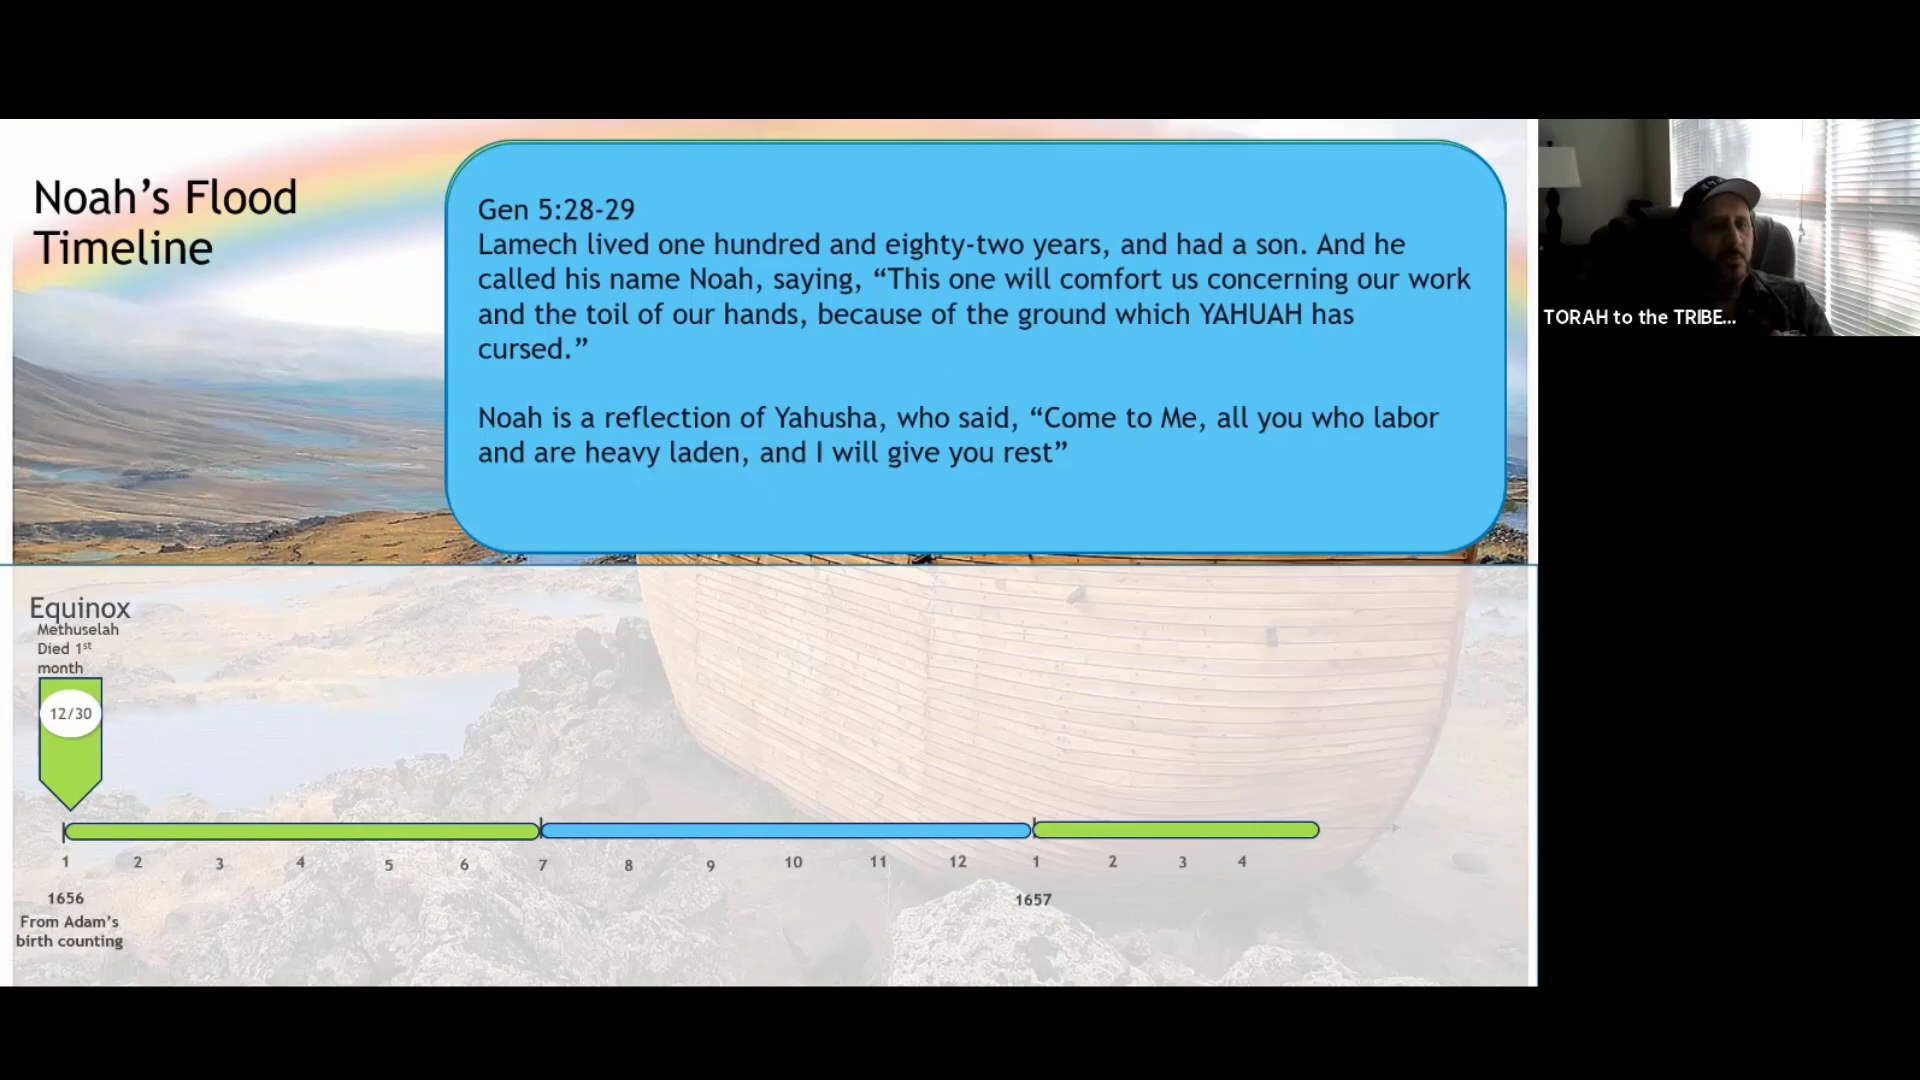 Noah’s Flood
Timeline
Gen 5:28-29
Lamech lived one hundred and eighty-two years, and had a son. And he
called his name Noah, saying, “This one will comfort us concerning our work
and the toil of our hands, because of the ground which YAHUAH has
cursed.”
Noah is a reflection of Yahusha, who said, “Come to Me, all you who labor
and are heavy laden, and I will give you rest”
TORAH to the TRIBE...
Equinox
Methuselah
Died 1st
month
12/30
1 2 3 4 5 6 7 8 9 10 11 12 1 2 3 4
1656 1657
From Adam’s
birth counting